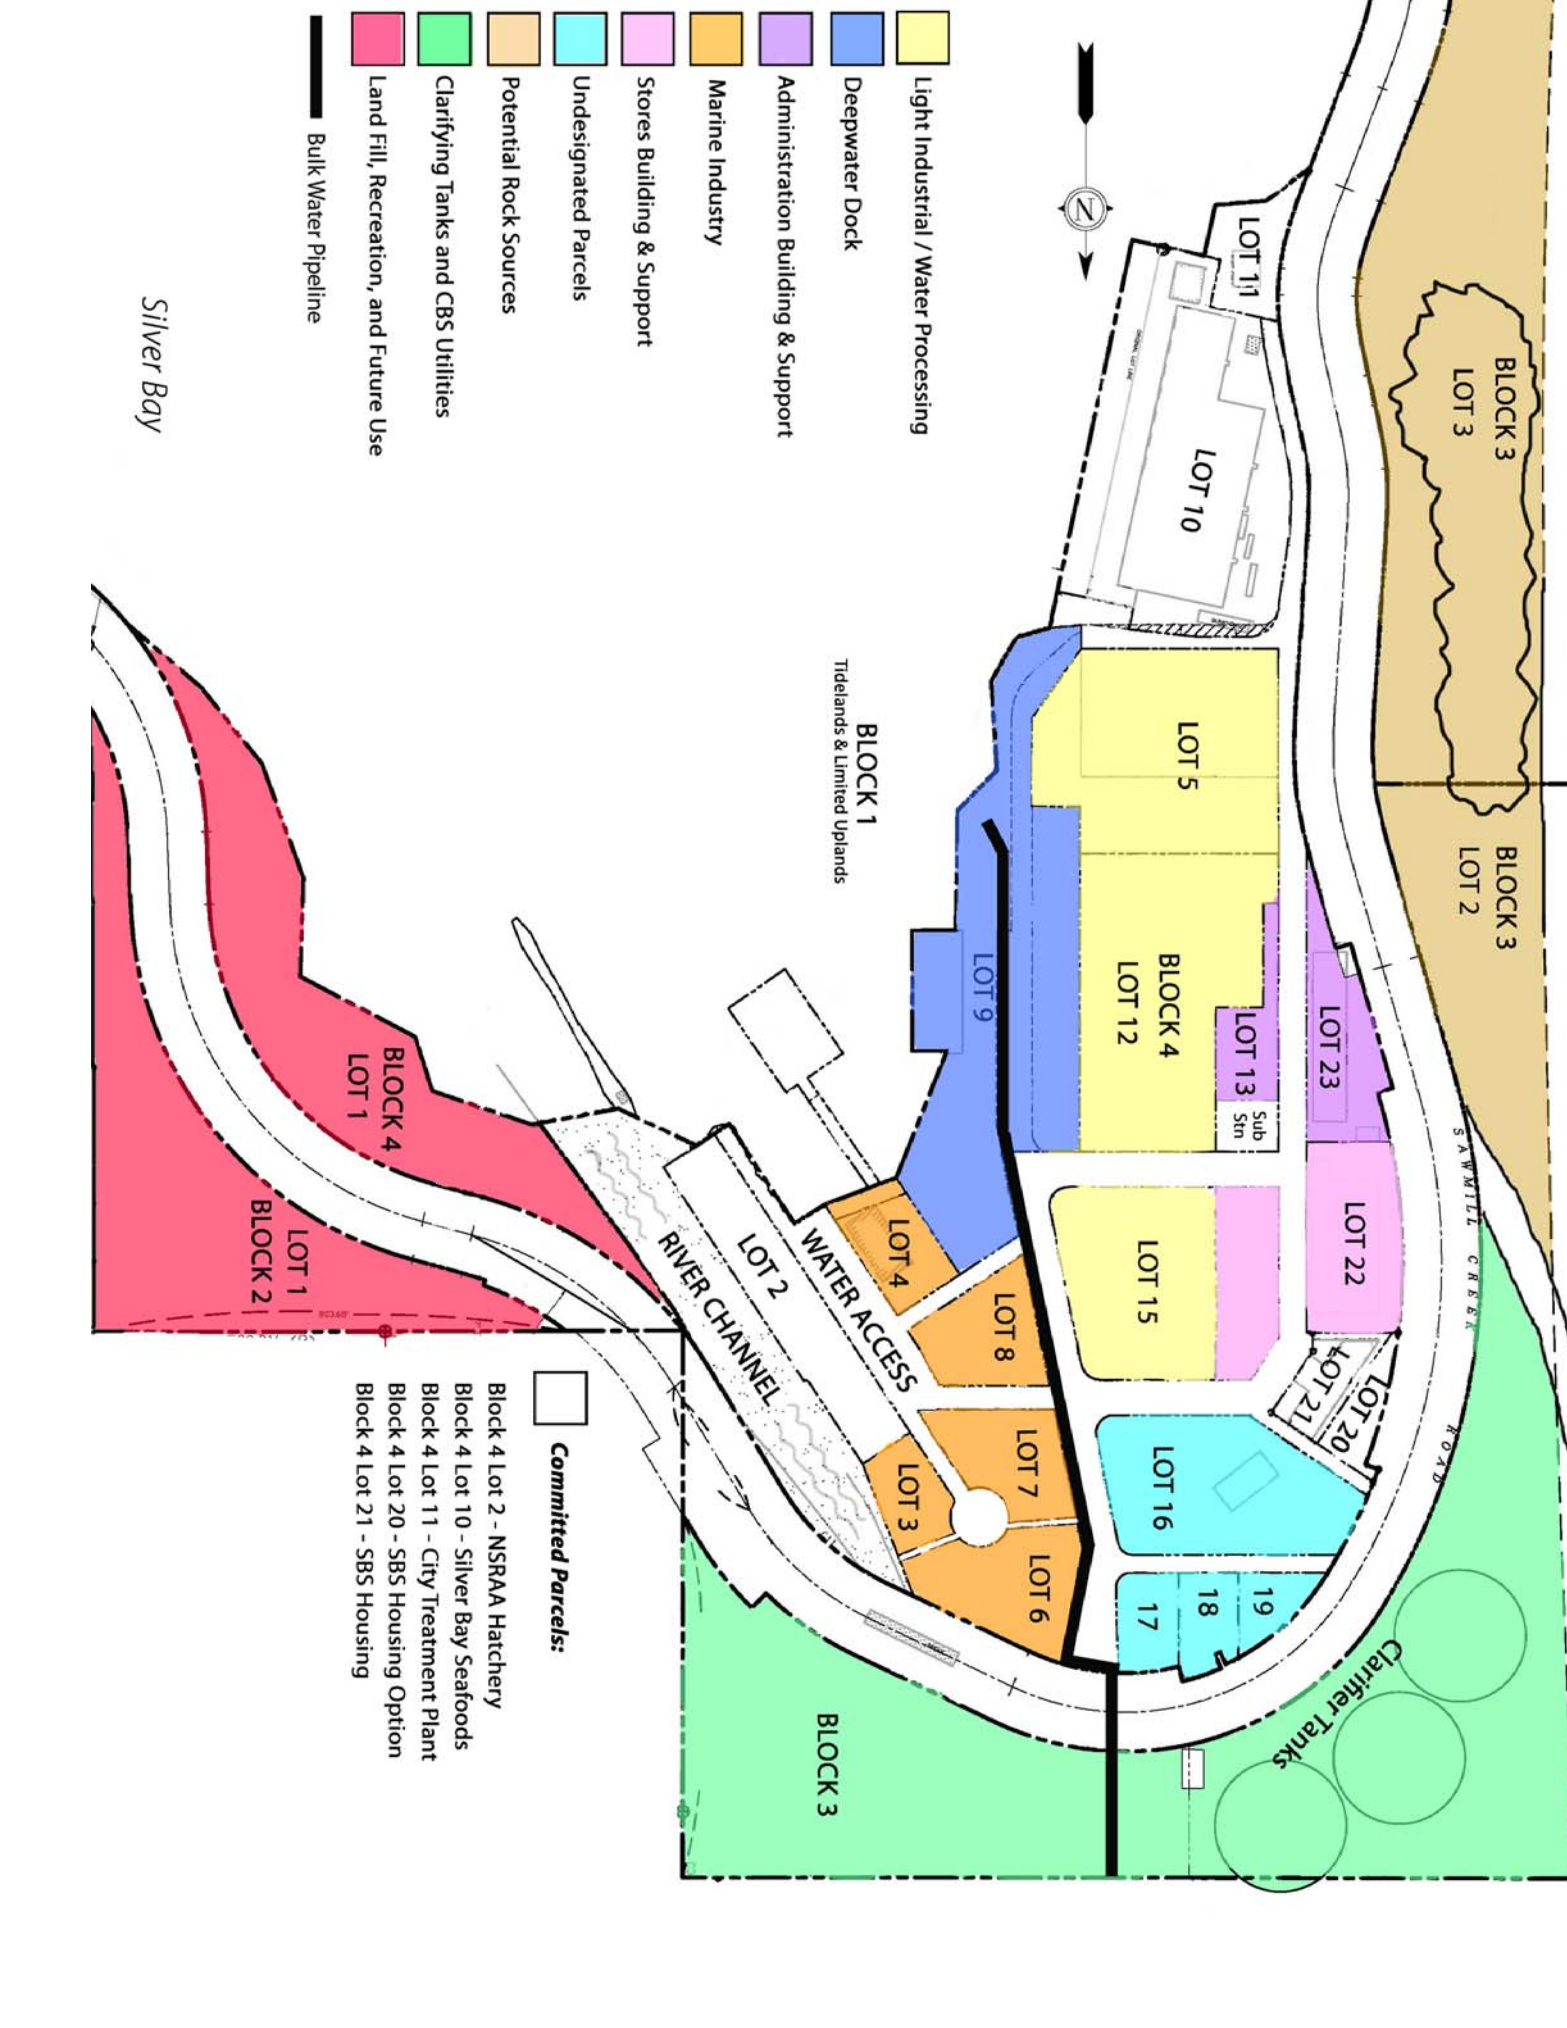 Light Industrial / Water Processing
Deepwater Dock
Administration Building & Support
Marine Industry
Stores Building & Support
Undesignated Parcels
Potential Rock Sources
Clarifying Tanks and CBS Utilities
Land Fill, Recreation, and Future Use
Bulk Water Pipeline
N
Silver Bay
BLOCK 3
LOT 3
BLOCK 3
LOT 2
LOT 11
LOT 10
LOT 5
BLOCK 1
Tidelands & Limited Uplands
LOT 9
BLOCK 4
LOT 12
LOT 13
Sub
Stn
LOT 23
LOT 22
SAWMILL CREEK ROAD
LOT 15
LOT 21
LOT 20
LOT 16
19
18
17
LOT 4
LOT 8
LOT 7
LOT 3
LOT 6
WATER ACCESS
LOT 2
RIVER CHANNEL
BLOCK 4
LOT 1
LOT 1
BLOCK 2
Clarifier Tanks
BLOCK 3
Committed Parcels:
Block 4 Lot 2 - NSRAA Hatchery
Block 4 Lot 10 - Silver Bay Seafoods
Block 4 Lot 11 - City Treatment Plant
Block 4 Lot 20 - SBS Housing Option
Block 4 Lot 21 - SBS Housing